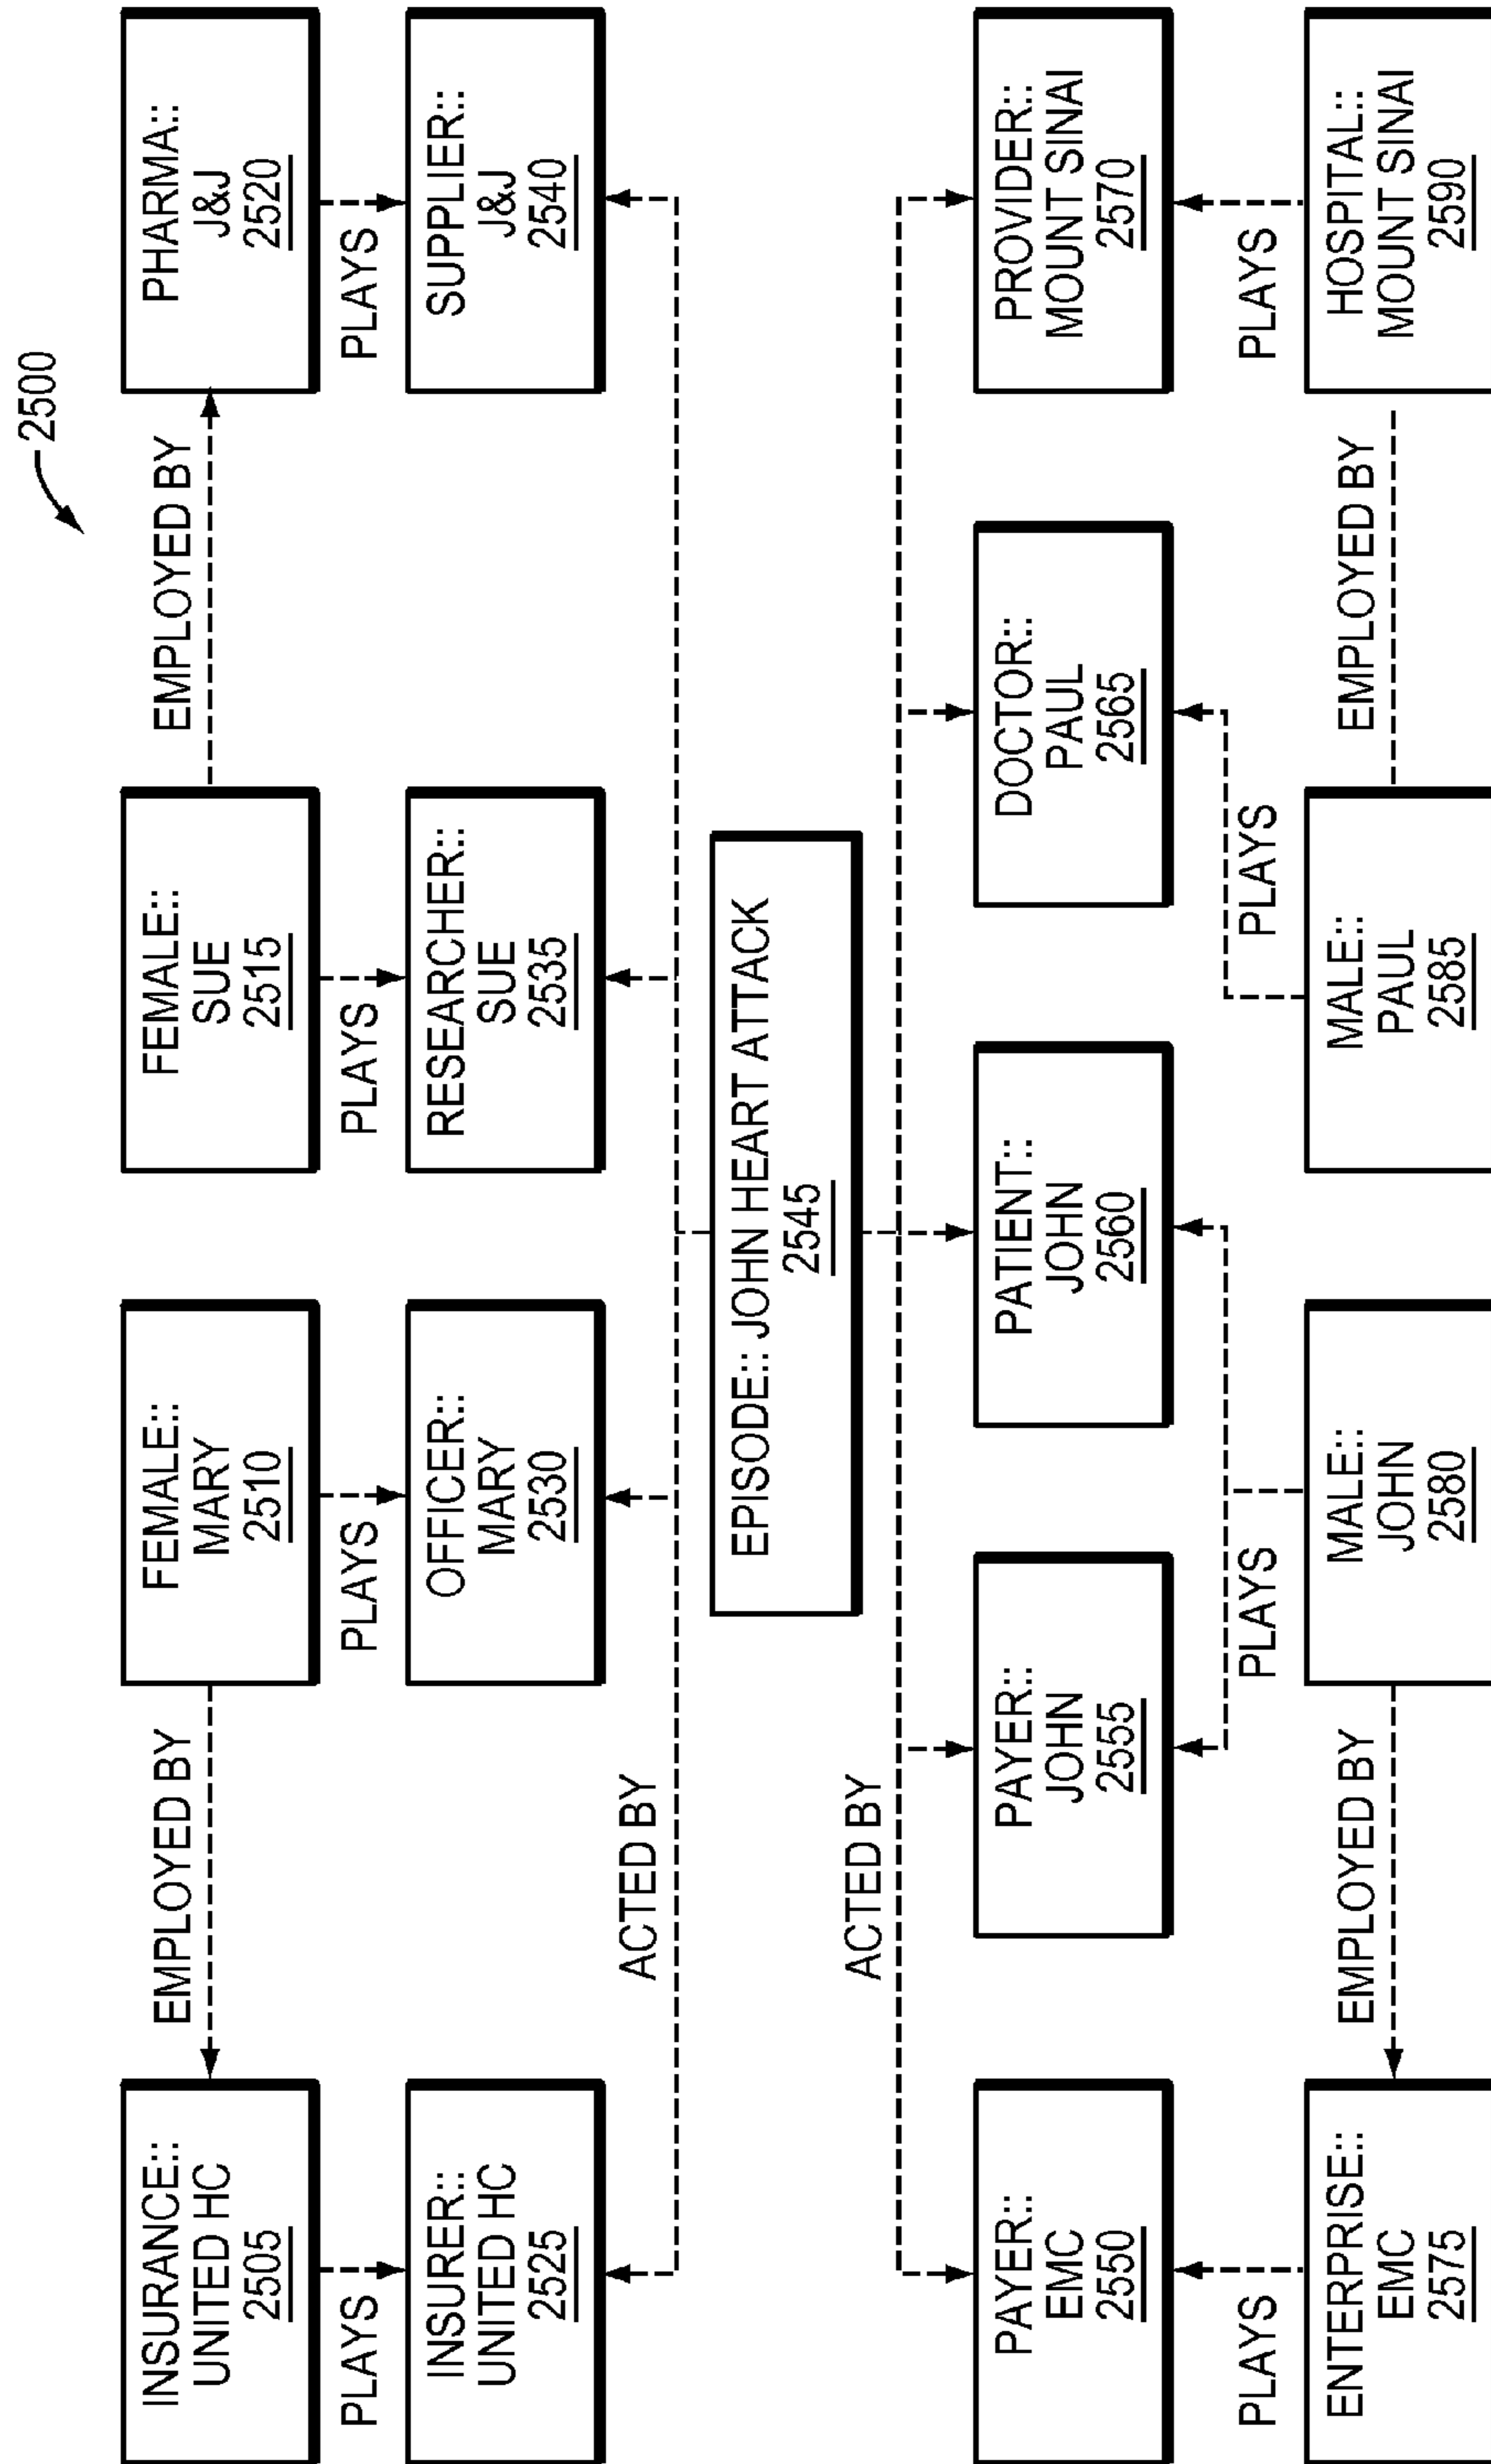 2500
INSURANCE::
UNITED HC
2505
EMPLOYED BY
FEMALE::
MARY
2510
FEMALE::
SUE
2515
EMPLOYED BY
PHARMA::
J&J
2520
PLAYS
PLAYS
PLAYS
PLAYS
INSURER::
UNITED HC
2525
OFFICER::
MARY
2530
RESEARCHER::
SUE
2535
SUPPLIER::
J&J
2540
ACTED BY
EPISODE:: JOHN HEART ATTACK
2545
ACTED BY
PAYER::
EMC
2550
PAYER::
JOHN
2555
PATIENT::
JOHN
2560
DOCTOR::
PAUL
2565
PROVIDER::
MOUNT SINAI
2570
PLAYS
PLAYS
PLAYS
PLAYS
ENTERPRISE::
EMC
2575
EMPLOYED BY
MALE::
JOHN
2580
MALE::
PAUL
2585
EMPLOYED BY
HOSPITAL::
MOUNT SINAI
2590